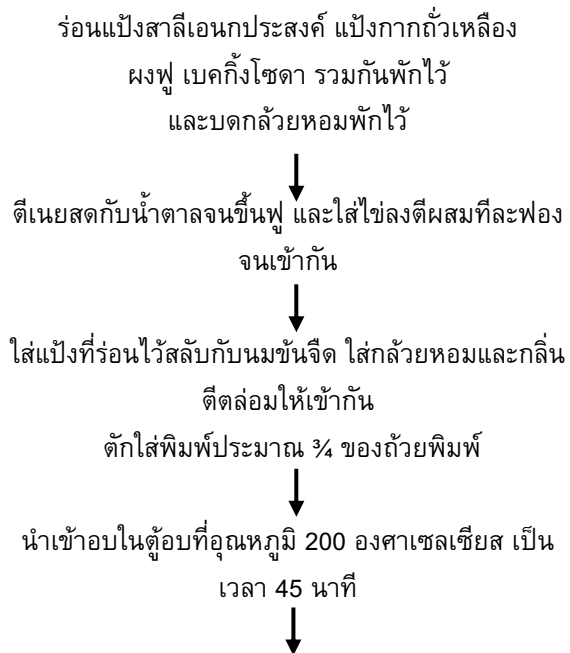 ร่อนแป้งสาลีเอนกประสงค์ แป้งกากถั่วเหลือง
ผงฟู เบคกิ้งโซดา รวมกันพักไว้
และบดกล้วยหอมพักไว้
ตีเนยสดกับน้ำตาลจนขึ้นฟู และใส่ไข่ลงตีผสมทีละฟอง
จนเข้ากัน
ใส่แป้งที่ร่อนไว้สลับกับนมข้นจืด ใส่กล้วยหอมและกลิ่น
ตีตล่อมให้เข้ากัน
ตักใส่พิมพ์ประมาณ ¾ ของถ้วยพิมพ์
นำเข้าอบในตู้อบที่อุณหภูมิ 200 องศาเซลเซียส เป็น
เวลา 45 นาที